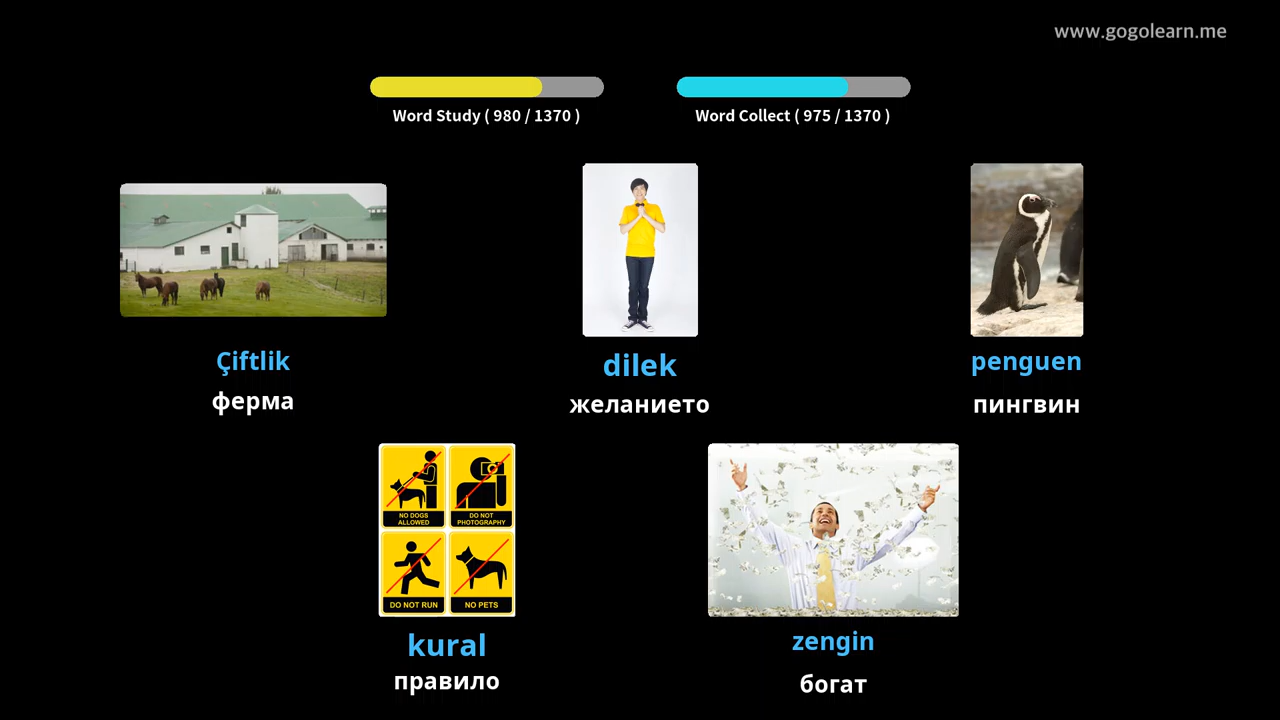 www.gogolearn.me
Word Study ( 980 / 1370 )
Word Collect ( 975 / 1370 )
Çiftlik
ферма
dilek
желанието
penguen
пингвин
NO DOGS
ALLOWED
DO NOT
PHOTOGRAPHY
DO NOT RUN
NO PETS
kural
правило
zengin
богат